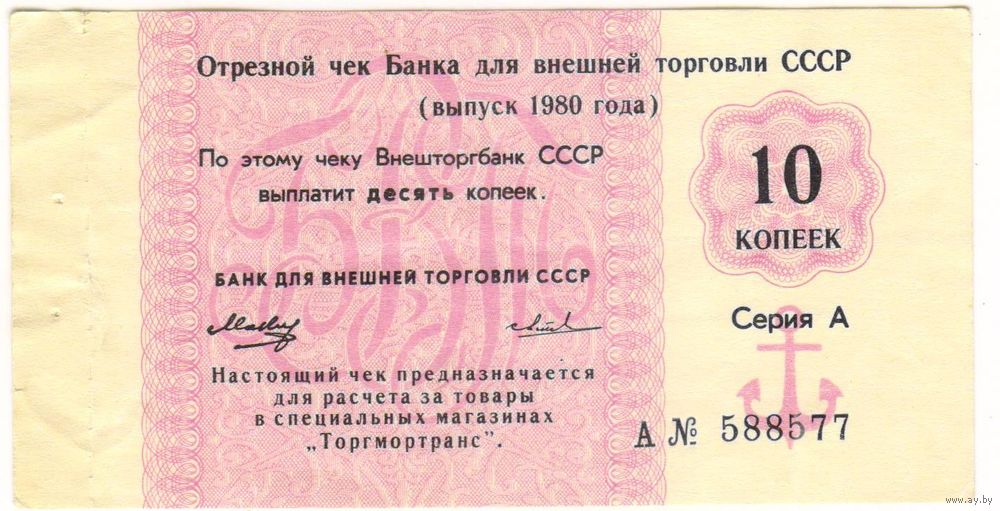 Отрезной чек Банка для внешней торговли СССР
(выпуск 1980 года)
По этому чеку Внешторгбанк СССР
выплатит десять копеек.
10
КОПЕЕК
БАНК ДЛЯ ВНЕШНЕЙ ТОРГОВЛИ СССР
Серия А
Настоящий чек предназначается
для расчета за товары
в специальных магазинах
„Торгмортранс".
А № 588577
www.ay.by